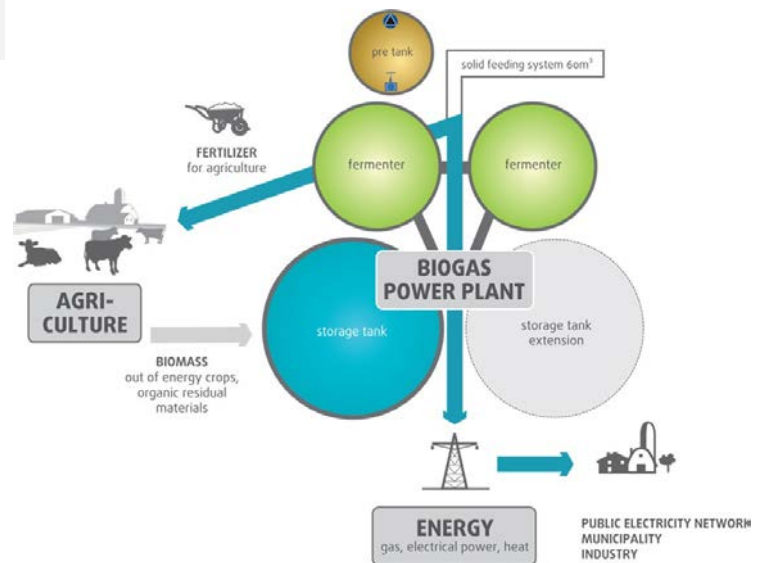 pre tank
solid feeding system 6om³
FERTILIZER
for agriculture
fermenter
fermenter
BIOGAS
POWER PLANT
AGRI-
CULTURE
storage tank
storage tank
extension
BIOMASS
out of energy crops,
organic residual
materials
ENERGY
gas, electrical power, heat
PUBLIC ELECTRICITY NETWORK
MUNICIPALITY
INDUSTRY